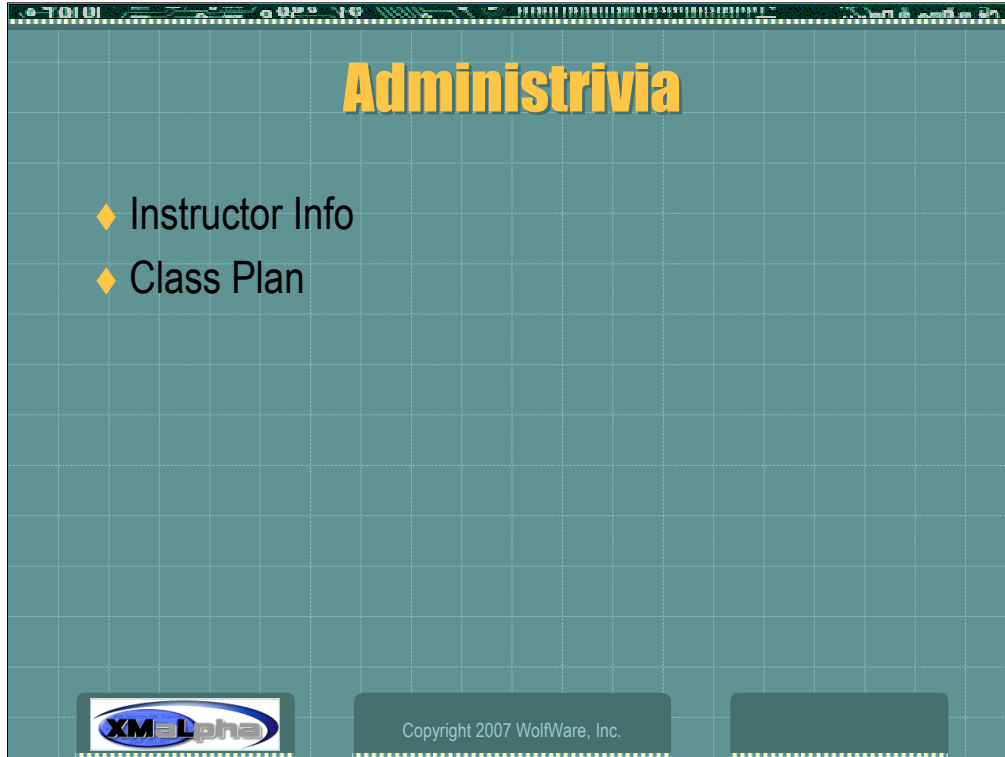 Administrivia
Instructor Info
Class Plan
XMaLpha
Copyright 2007 WolfWare, Inc.